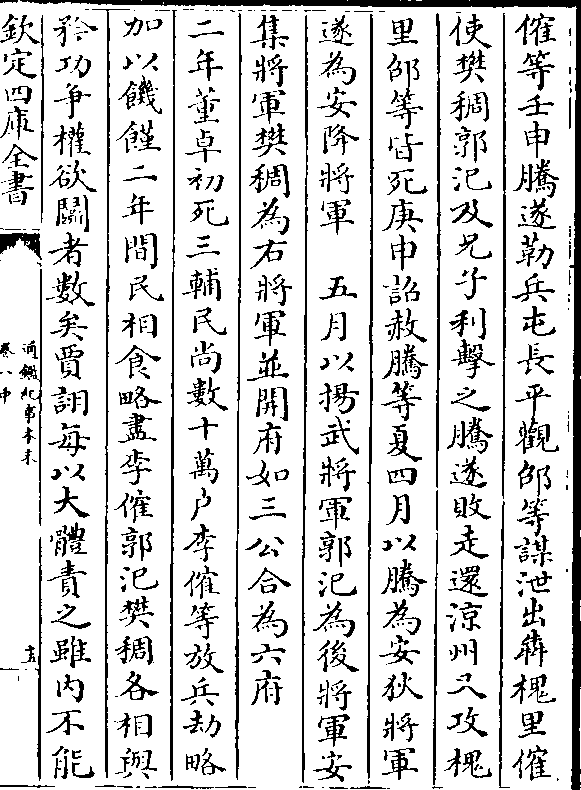 傕等壬申騰遂勒兵屯長平觀邵等謀泄出犇槐里傕
使樊稠郭汜及兄子利擊之騰遂敗走還涼州又攻槐
里邵等皆死庚申詔赦騰等夏四月以騰為安狄將軍
遂為安降將軍　五月以揚武將軍郭汜為後將軍安
集將軍樊稠為右將軍並開府如三公合為六府
二年董卓初死三輔民尚數十萬户李傕等放兵劫略
加以饑饉二年間民相食略盡李傕郭汜樊稠各相與
矜功爭權欲鬬者數矣賈詡每以大體責之雖内不能
欽定四庫全書
通鑑紀事本末
卷八中
十五